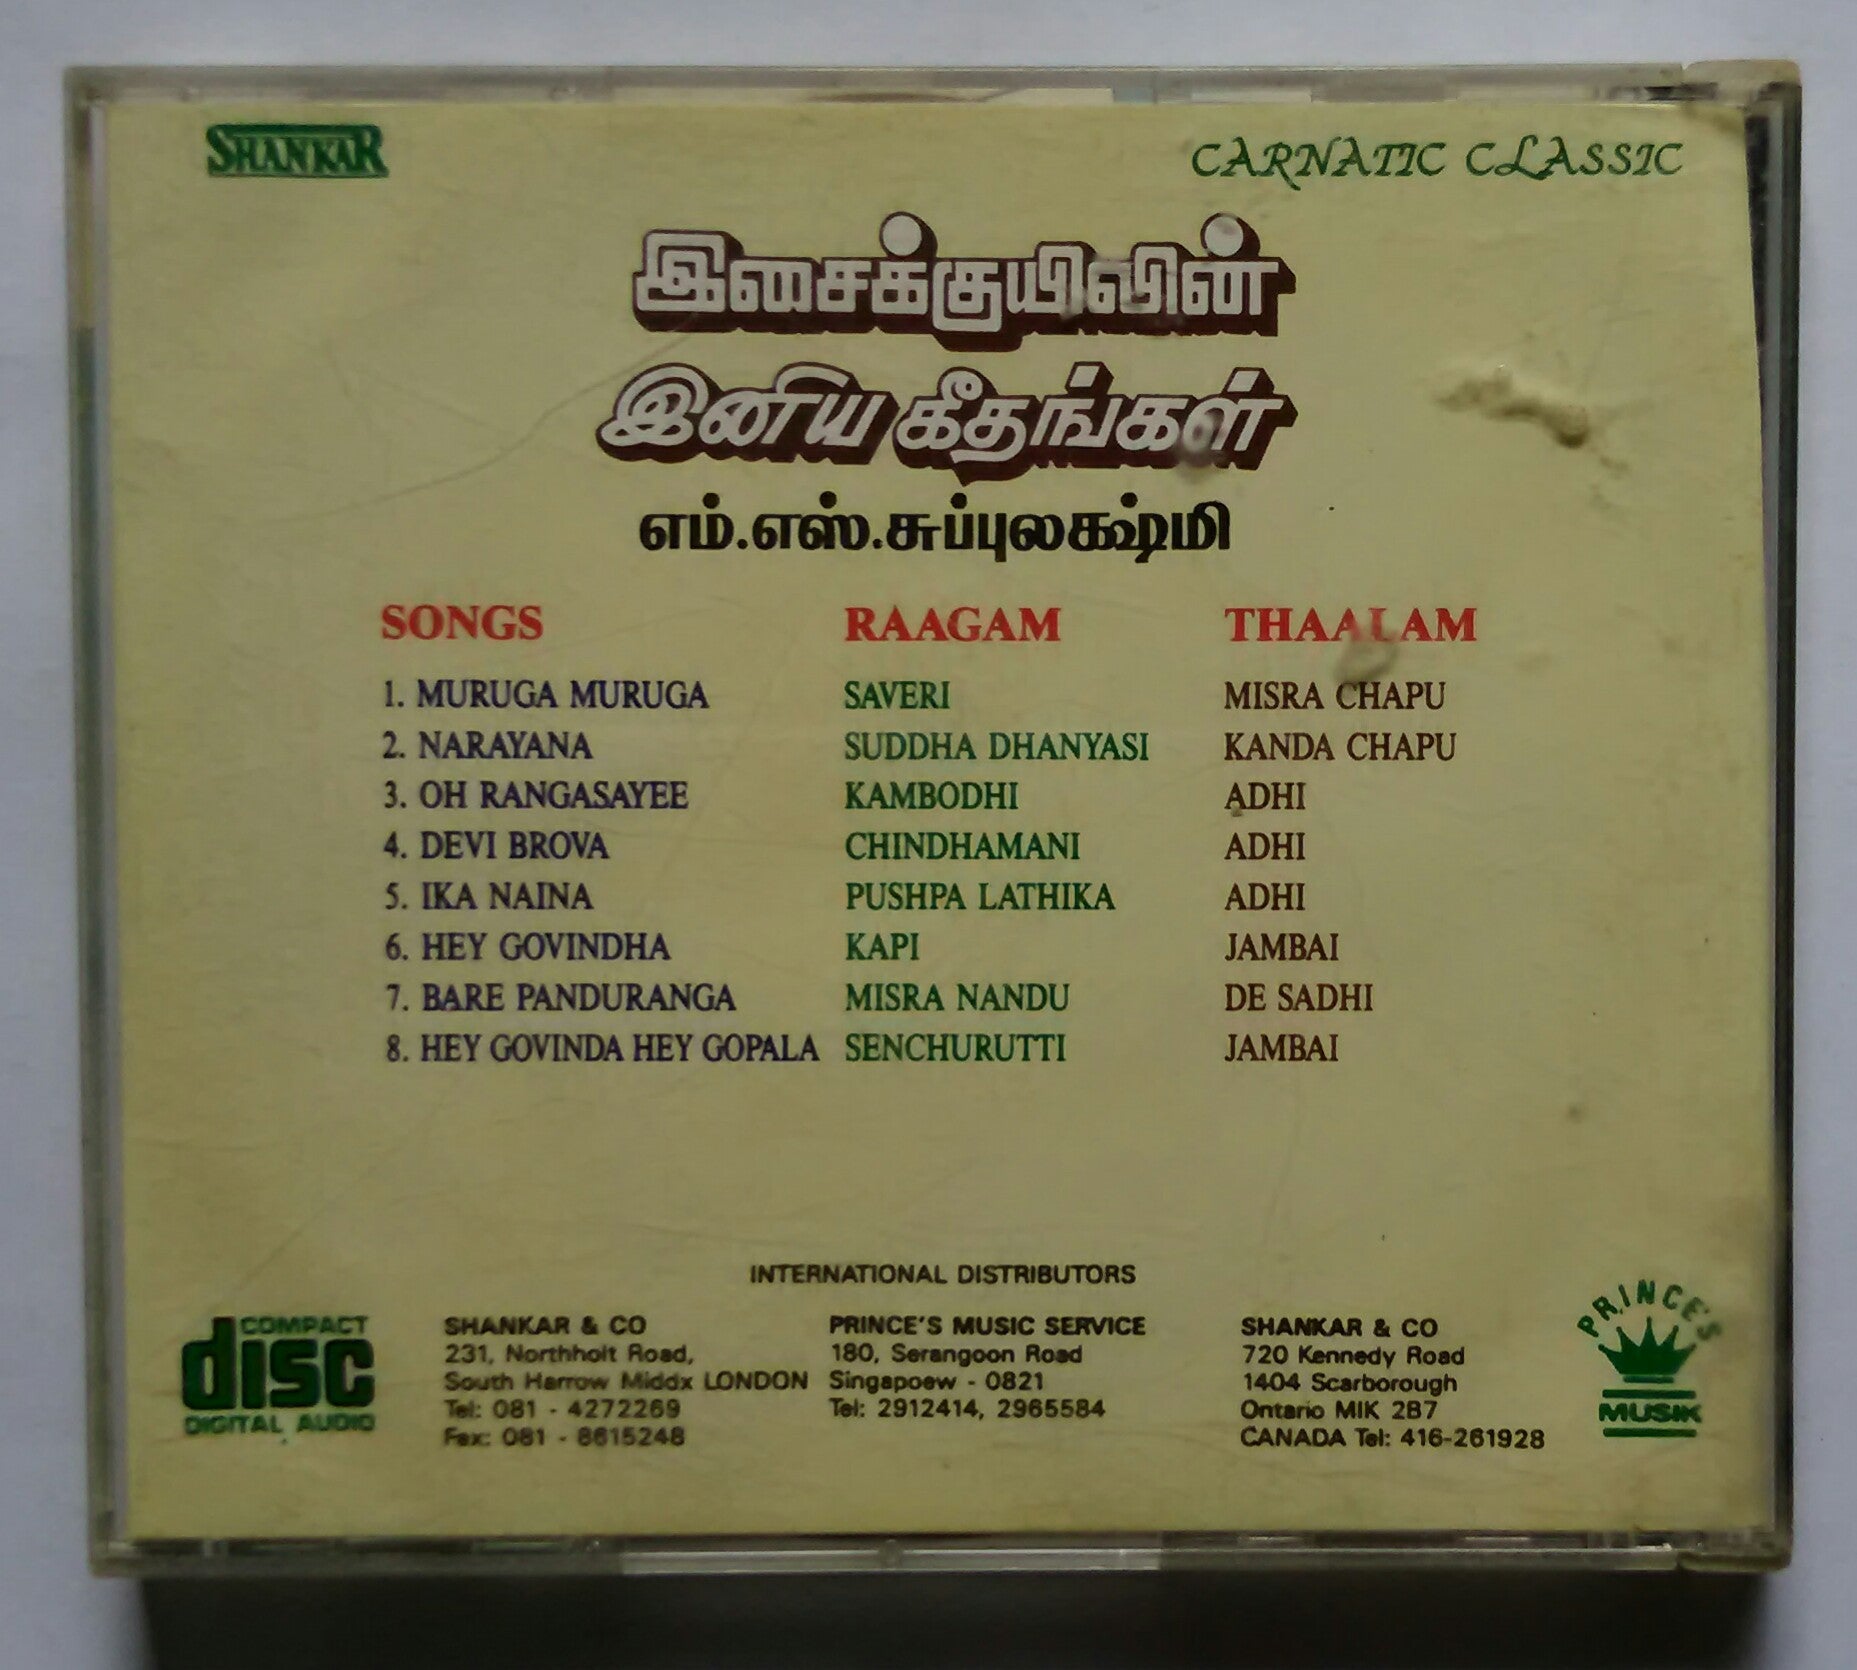 SHANKAR
CARNATIC CLASSIC
இசைக்குயிலின்
இனிய கீதங்கள்
எம்.எஸ்.சுப்புலக்ஷ்மி
SONGS RAAGAM THAALAM
1. MURUGA MURUGA SAVERI MISRA CHAPU
2. NARAYANA SUDDHA DHANYASI KANDA CHAPU
3. OH RANGASAYEE KAMBODHI ADHI
4. DEVI BROVA CHINDHAMANI ADHI
5. IKA NAINA PUSHPA LATHIKA ADHI
6. HEY GOVINDHA KAPI JAMBAI
7. BARE PANDURANGA MISRA NANDU DE SADHI
8. HEY GOVINDA HEY GOPALA SENCHURUTTI JAMBAI
INTERNATIONAL DISTRIBUTORS
COMPACT
disc
DIGITAL AUDIO
SHANKAR & CO
231, Northholt Road,
South Harrow Middx LONDON
Tel: 081 - 4272269
Fax: 081 - 8615248
PRINCE'S MUSIC SERVICE
180, Serangoon Road
Singapoew - 0821
Tel: 2912414, 2965584
SHANKAR & CO
720 Kennedy Road
1404 Scarborough
Ontario MIK 2B7
CANADA Tel: 416-261928
PRINCE'S
MUSIK